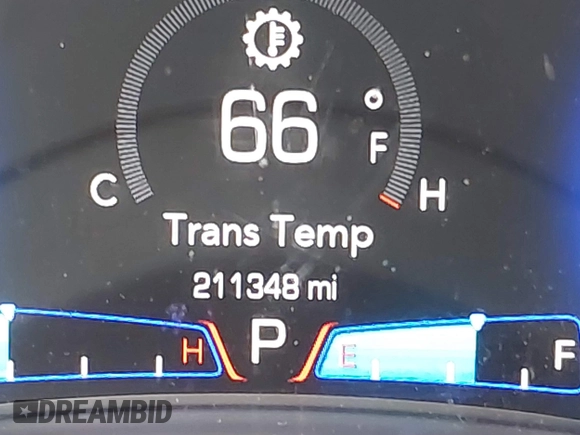 66 °F
C H
Trans Temp
211348 mi
H P E F
DREAMBID